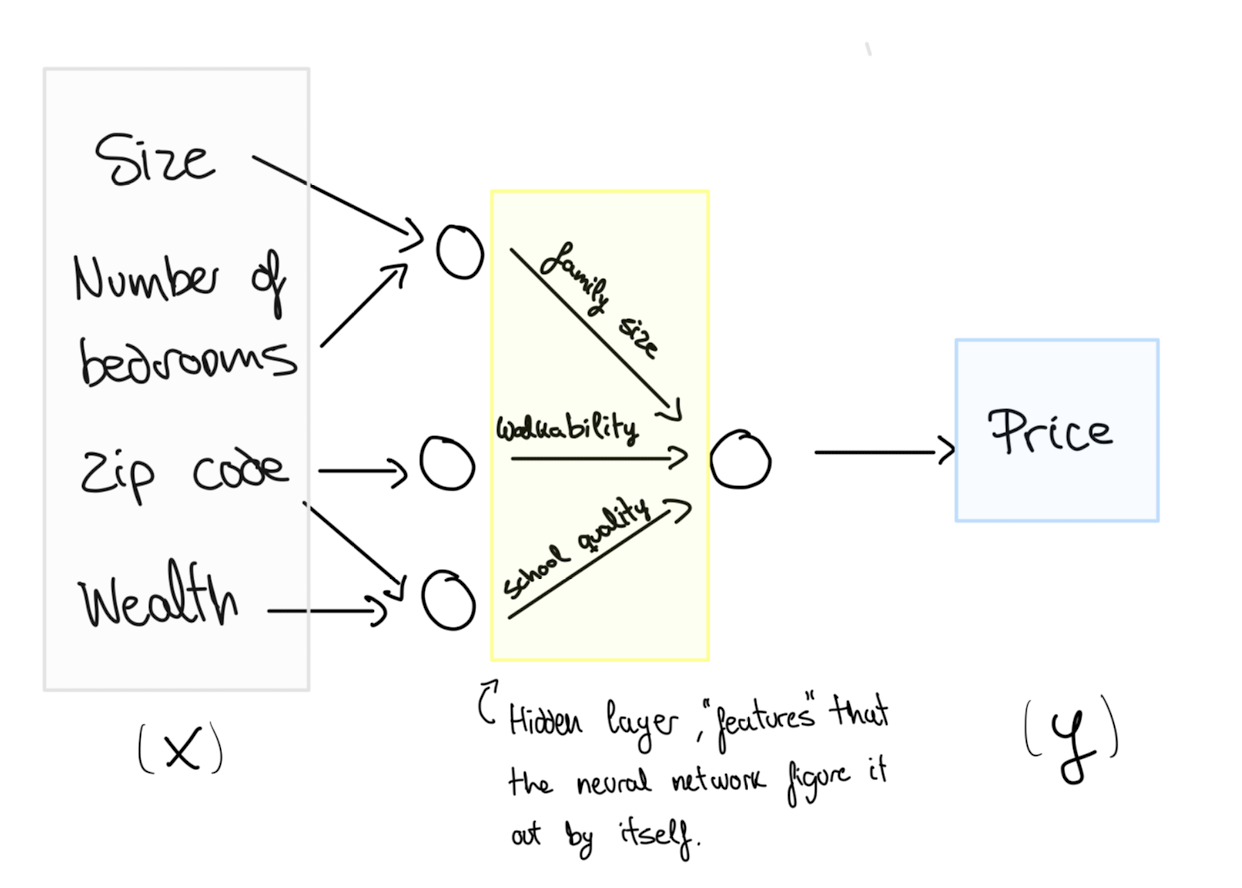 Size
Number of
bedrooms
Zip code
Wealth
(X)
family size
Walkability
school quality
Hidden layer, "features" that
the neural network figure it
out by itself.
Price
(y)